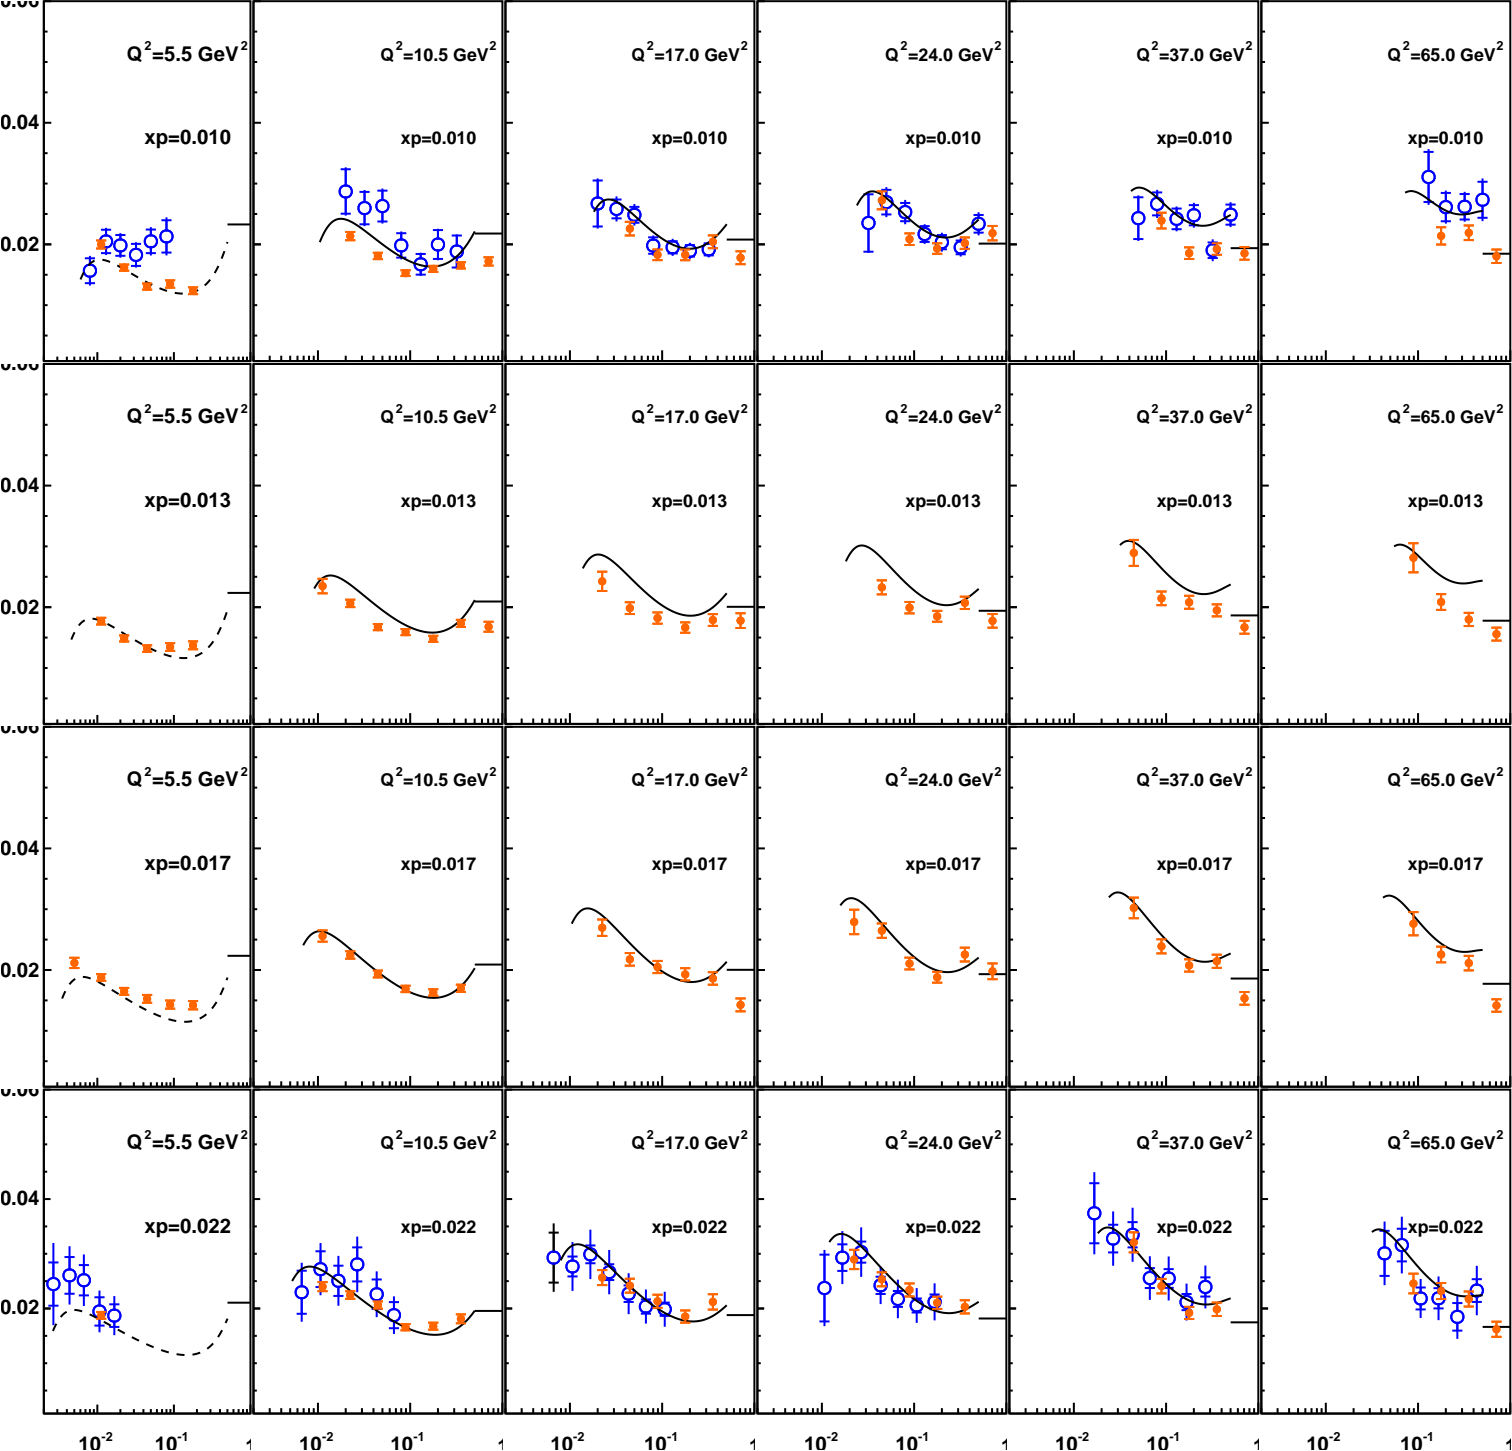 0.06
Q²=5.5 GeV² Q²=10.5 GeV² Q²=17.0 GeV² Q²=24.0 GeV² Q²=37.0 GeV² Q²=65.0 GeV²
0.04
xp=0.010 xp=0.010 xp=0.010 xp=0.010 xp=0.010 xp=0.010
0.02
0.06
Q²=5.5 GeV² Q²=10.5 GeV² Q²=17.0 GeV² Q²=24.0 GeV² Q²=37.0 GeV² Q²=65.0 GeV²
0.04
xp=0.013 xp=0.013 xp=0.013 xp=0.013 xp=0.013 xp=0.013
0.02
0.06
Q²=5.5 GeV² Q²=10.5 GeV² Q²=17.0 GeV² Q²=24.0 GeV² Q²=37.0 GeV² Q²=65.0 GeV²
0.04
xp=0.017 xp=0.017 xp=0.017 xp=0.017 xp=0.017 xp=0.017
0.02
0.06
Q²=5.5 GeV² Q²=10.5 GeV² Q²=17.0 GeV² Q²=24.0 GeV² Q²=37.0 GeV² Q²=65.0 GeV²
0.04
xp=0.022 xp=0.022 xp=0.022 xp=0.022 xp=0.022 xp=0.022
0.02
10⁻² 10⁻¹ 1 10⁻² 10⁻¹ 1 10⁻² 10⁻¹ 1 10⁻² 10⁻¹ 1 10⁻² 10⁻¹ 1 10⁻² 10⁻¹ 1